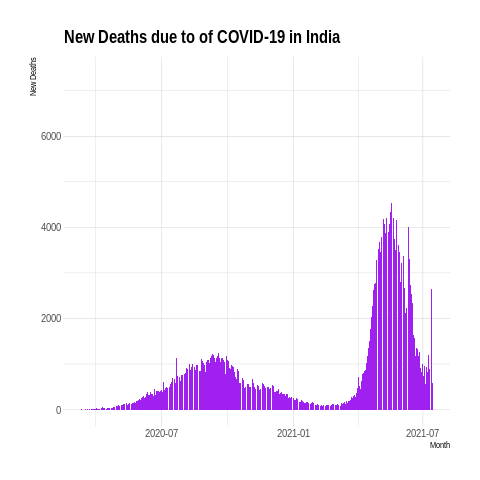 New Deaths due to of COVID-19 in India
New Deaths
6000
4000
2000
0
2020-07
2021-01
2021-07
Month